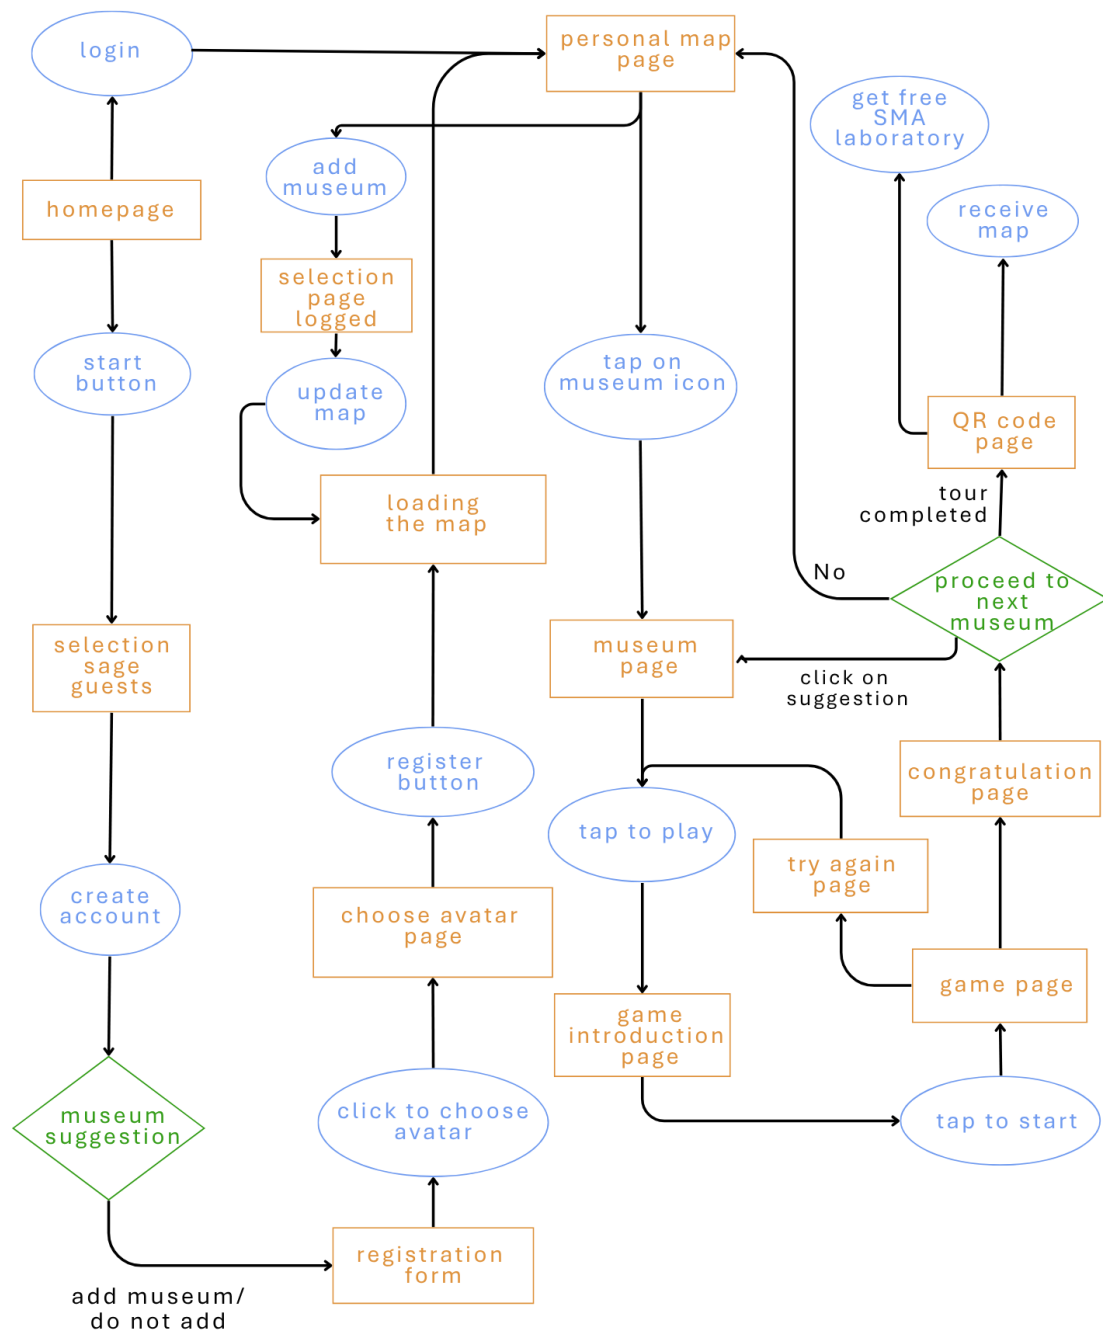 login
personal map
page
get free
SMA
laboratory
add
museum
homepage
receive
map
selection
page
logged
start
button
tap on
museum icon
update
map
QR code
page
loading
the map
tour
completed
No
proceed to
next
museum
selection
sage
guests
museum
page
click on
suggestion
register
button
congratulation
page
tap to play
try again
page
create
account
choose avatar
page
game page
game
introduction
page
museum
suggestion
click to choose
avatar
tap to start
registration
form
add museum/
do not add